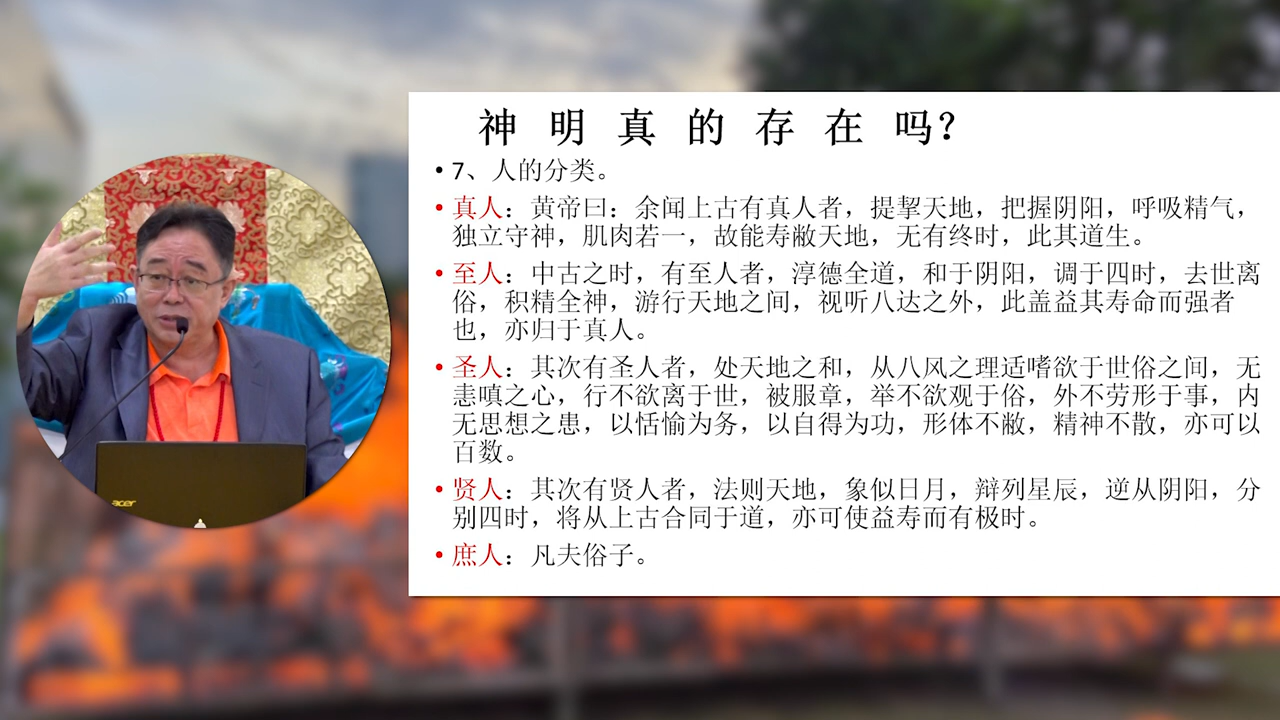 神明真的存在吗?
• 7、人的分类。
• 真人：黄帝曰：余闻上古有真人者，提挈天地，把握阴阳，呼吸精气，
独立守神，肌肉若一，故能寿敝天地，无有终时，此其道生。
• 至人：中古之时，有至人者，淳德全道，和于阴阳，调于四时，去世离
俗，积精全神，游行天地之间，视听八达之外，此盖益其寿命而强者
也，亦归于真人。
• 圣人：其次有圣人者，处天地之和，从八风之理适嗜欲于世俗之间，无
恚嗔之心，行不欲离于世，被服章，举不欲观于俗，外不劳形于事，内
无思想之患，以恬愉为务，以自得为功，形体不敝，精神不散，亦可以
百数。
• 贤人：其次有贤人者，法则天地，象似日月，辩列星辰，逆从阴阳，分
别四时，将从上古合同于道，亦可使益寿而有极时。
• 庶人：凡夫俗子。
acer